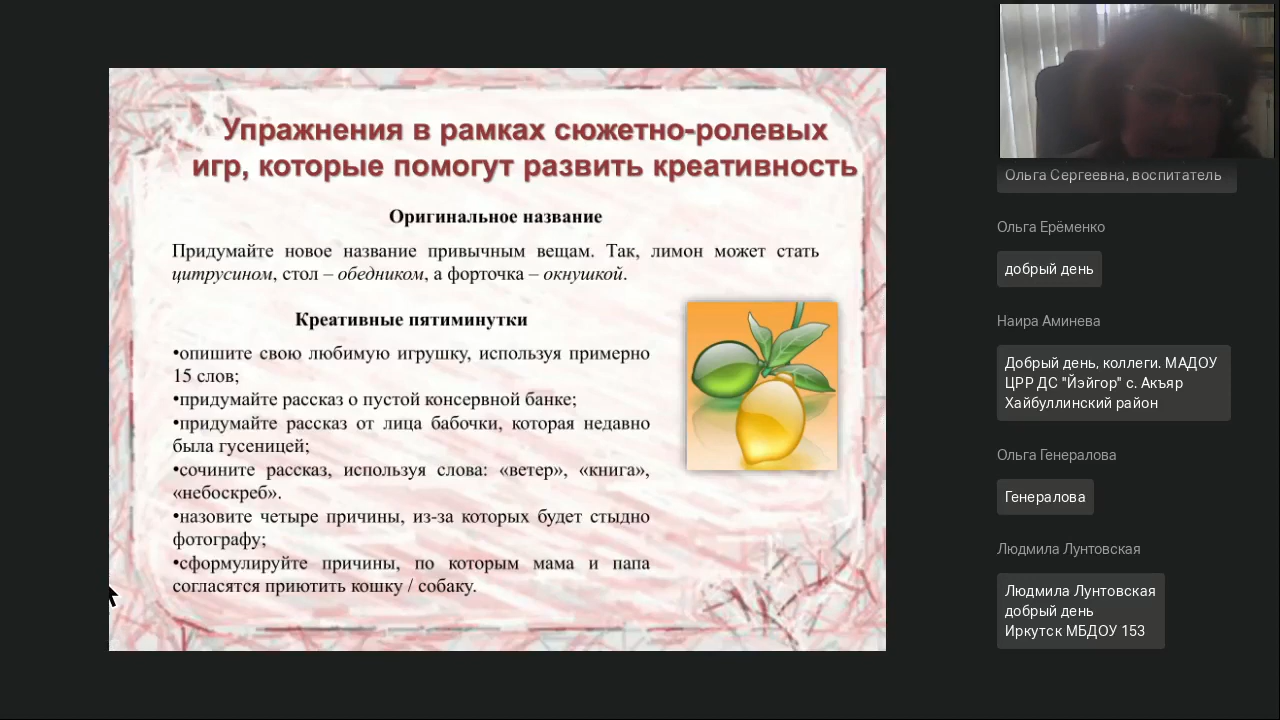 Упражнения в рамках сюжетно-ролевых
игр, которые помогут развить креативность
Оригинальное название
Придумайте новое название привычным вещам. Так, лимон может стать
цитрусином, стол – обедником, а форточка – окнушкой.
Креативные пятиминутки
•опишите свою любимую игрушку, используя примерно
15 слов;
•придумайте рассказ о пустой консервной банке;
•придумайте рассказ от лица бабочки, которая недавно
была гусеницей;
•сочините рассказ, используя слова: «ветер», «книга»,
«небоскреб».
•назовите четыре причины, из-за которых будет стыдно
фотографу;
•сформулируйте причины, по которым мама и папа
согласятся приютить кошку / собаку.
Ольга Сергеевна, воспитатель
Ольга Ерёменко
добрый день
Наира Аминева
Добрый день, коллеги. МАДОУ
ЦРР ДС "Йэйгор" с. Акъяр
Хайбуллинский район
Ольга Генералова
Генералова
Людмила Лунтовская
Людмила Лунтовская
добрый день
Иркутск МБДОУ 153